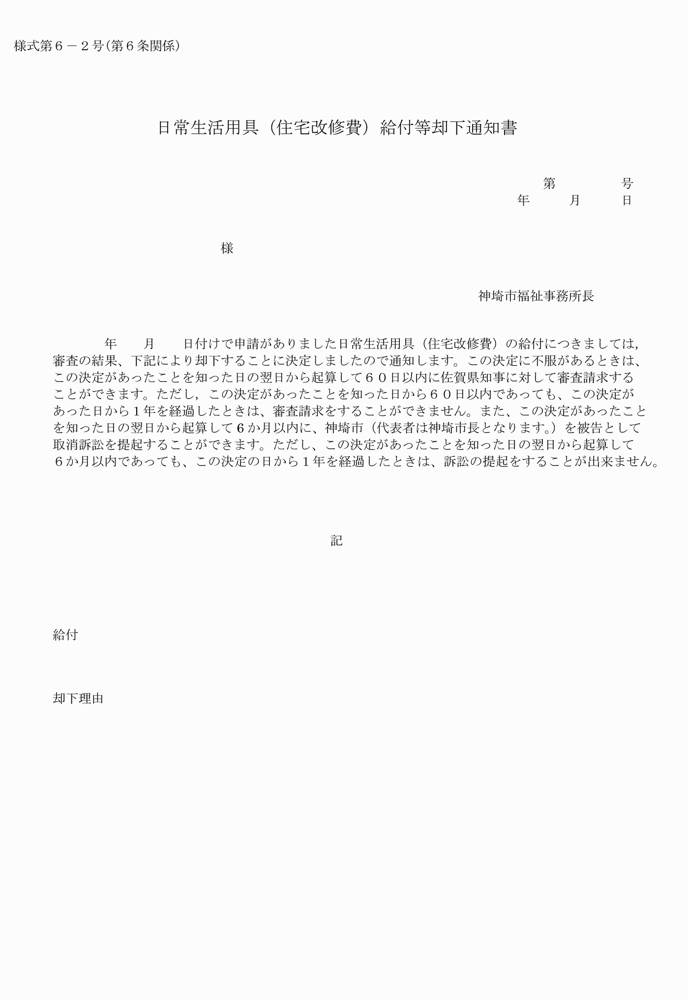 様式第６－２号（第６条関係）
日常生活用具（住宅改修費）給付等却下通知書
第　　　　　号
年　　　月　　　日
様
神埼市福祉事務所長
年　　月　　日付けで申請がありました日常生活用具（住宅改修費）の給付につきましては，
審査の結果、下記により却下することに決定しましたので通知します。この決定に不服があるときは、
この決定があったことを知った日の翌日から起算して６０日以内に佐賀県知事に対して審査請求する
ことができます。ただし，この決定があったことを知った日から６０日以内であっても、この決定が
あった日から１年を経過したときは、審査請求をすることができません。また、この決定があったこと
を知った日の翌日から起算して６か月以内に、神埼市（代表者は神埼市長となります。）を被告として
取消訴訟を提起することができます。ただし、この決定があったことを知った日の翌日から起算して
６か月以内であっても、この決定の日から１年を経過したときは、訴訟の提起をすることが出来ません。
記
給付
却下理由